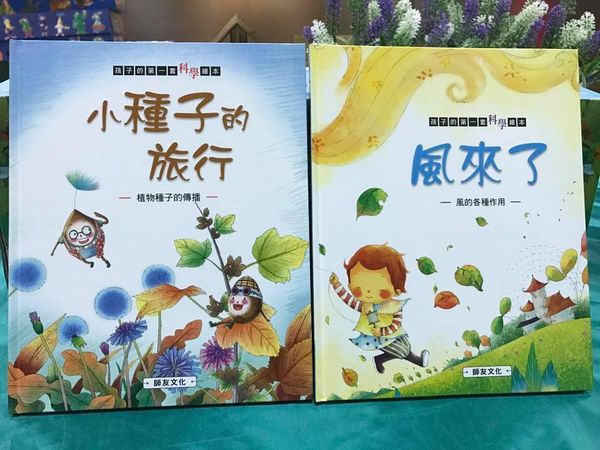 孩子的第一套科學繪本
小種子的
旅行
植物種子的傳播
師友文化
孩子的第一套科學繪本
風來了
風的各種作用
師友文化